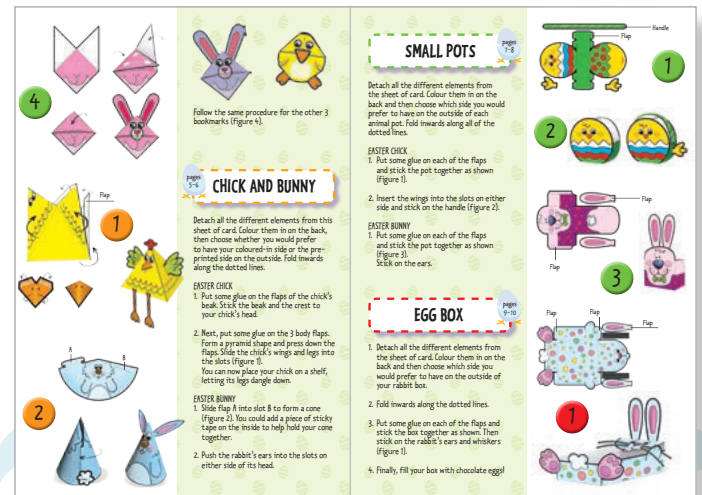 4
Follow the same procedure for the other 3
bookmarks (figure 4).
Flap
1
pages
5-6
CHICK AND BUNNY
Detach all the different elements from this
sheet of card. Colour them in on the back,
then choose whether you would prefer
to have your coloured-in side or the pre-
printed side on the outside. Fold inwards
along the dotted lines.
EASTER CHICK
1. Put some glue on the flaps of the chick's
beak. Stick the beak and the crest to
your chick's head.
2. Next, put some glue on the 3 body flaps.
Form a pyramid shape and press down the
flaps. Slide the chick's wings and legs into
the slots (figure 1).
You can now place your chick on a shelf,
letting its legs dangle down.
A
B
2
EASTER BUNNY
1. Slide flap A into slot B to form a cone
(figure 2). You could add a piece of sticky
tape on the inside to help hold your cone
together.
2. Push the rabbit's ears into the slots on
either side of its head.
SMALL POTS
pages
7-8
Detach all the different elements from
the sheet of card. Colour them in on the
back and then choose which side you would
prefer to have on the outside of each
animal pot. Fold inwards along all of the
dotted lines.
EASTER CHICK
1. Put some glue on each of the flaps
and stick the pot together as shown
(figure 1).
2. Insert the wings into the slots on either
side and stick on the handle (figure 2).
EASTER BUNNY
1. Put some glue on each of the flaps
and stick the pot together as shown
(figure 3).
Stick on the ears.
Handle
Flap
1
2
Flap
Flap
3
EGG BOX
pages
9-10
1. Detach all the different elements from
the sheet of card. Colour them in on the
back and then choose which side you
would prefer to have on the outside of
your rabbit box.
2. Fold inwards along the dotted lines.
3. Put some glue on each of the flaps and
stick the box together as shown. Then
stick on the rabbit's ears and whiskers
(figure 1).
4. Finally, fill your box with chocolate eggs!
Flap
Flap
Flap
1